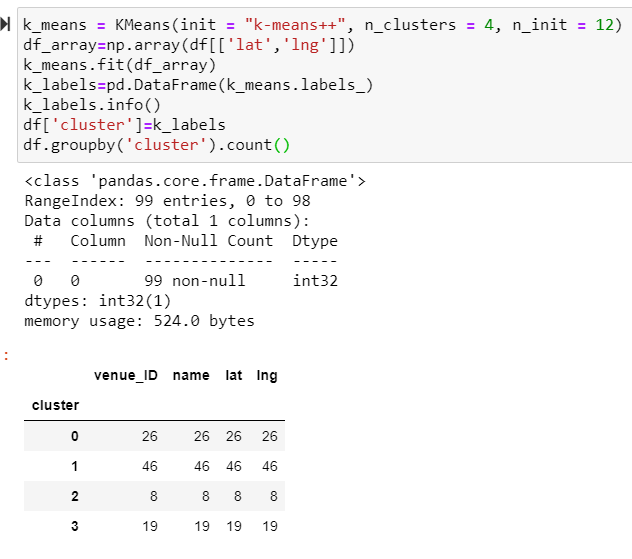 k_means = KMeans(init = "k-means++", n_clusters = 4, n_init = 12)
df_array=np.array(df[['lat','lng']])
k_means.fit(df_array)
k_labels=pd.DataFrame(k_means.labels_)
k_labels.info()
df['cluster']=k_labels
df.groupby('cluster').count()
<class 'pandas.core.frame.DataFrame'>
RangeIndex: 99 entries, 0 to 98
Data columns (total 1 columns):
#   Column  Non-Null Count  Dtype
---  ------  --------------  -----
0   0       99 non-null     int32
dtypes: int32(1)
memory usage: 524.0 bytes
:
venue_ID name lat lng
cluster
0 26 26 26 26
1 46 46 46 46
2 8 8 8 8
3 19 19 19 19